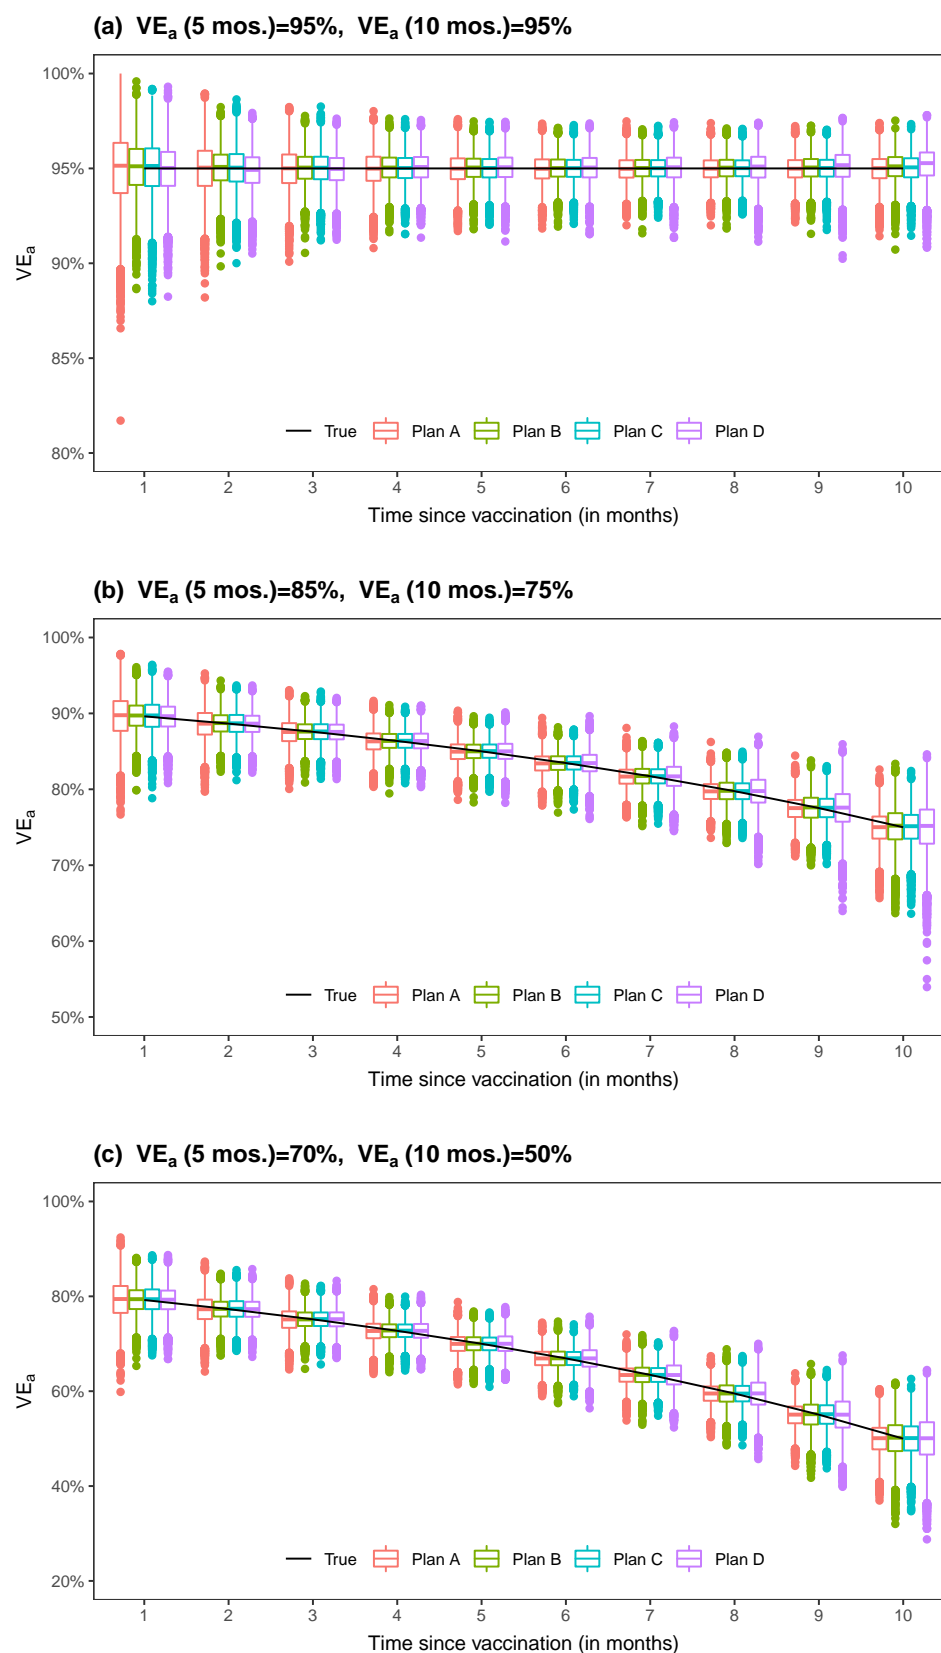 (a) VEₐ (5 mos.)=95%, VEₐ (10 mos.)=95%
100%
95%
90%
85%
80%
VEₐ
True Plan A Plan B Plan C Plan D
1 2 3 4 5 6 7 8 9 10
Time since vaccination (in months)
(b) VEₐ (5 mos.)=85%, VEₐ (10 mos.)=75%
100%
90%
80%
70%
60%
50%
VEₐ
True Plan A Plan B Plan C Plan D
1 2 3 4 5 6 7 8 9 10
Time since vaccination (in months)
(c) VEₐ (5 mos.)=70%, VEₐ (10 mos.)=50%
100%
80%
60%
40%
20%
VEₐ
True Plan A Plan B Plan C Plan D
1 2 3 4 5 6 7 8 9 10
Time since vaccination (in months)